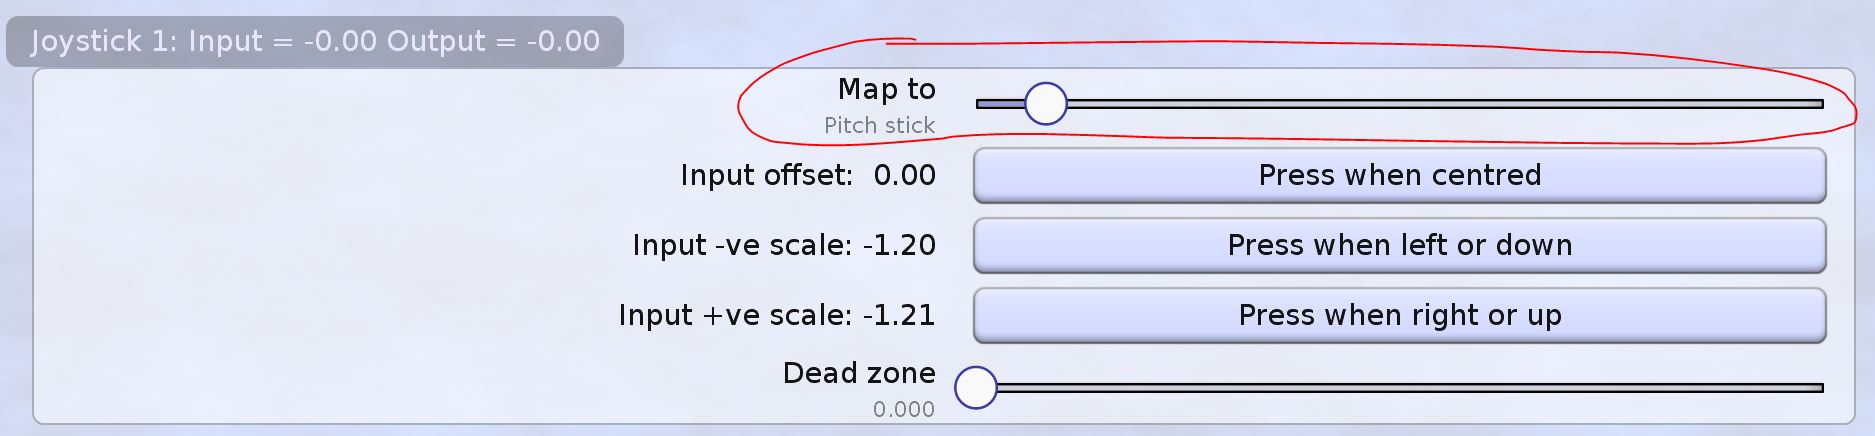 Joystick 1: Input = -0.00 Output = -0.00
Map to
Pitch stick
Input offset:  0.00
Press when centred
Input -ve scale: -1.20
Press when left or down
Input +ve scale: -1.21
Press when right or up
Dead zone
0.000